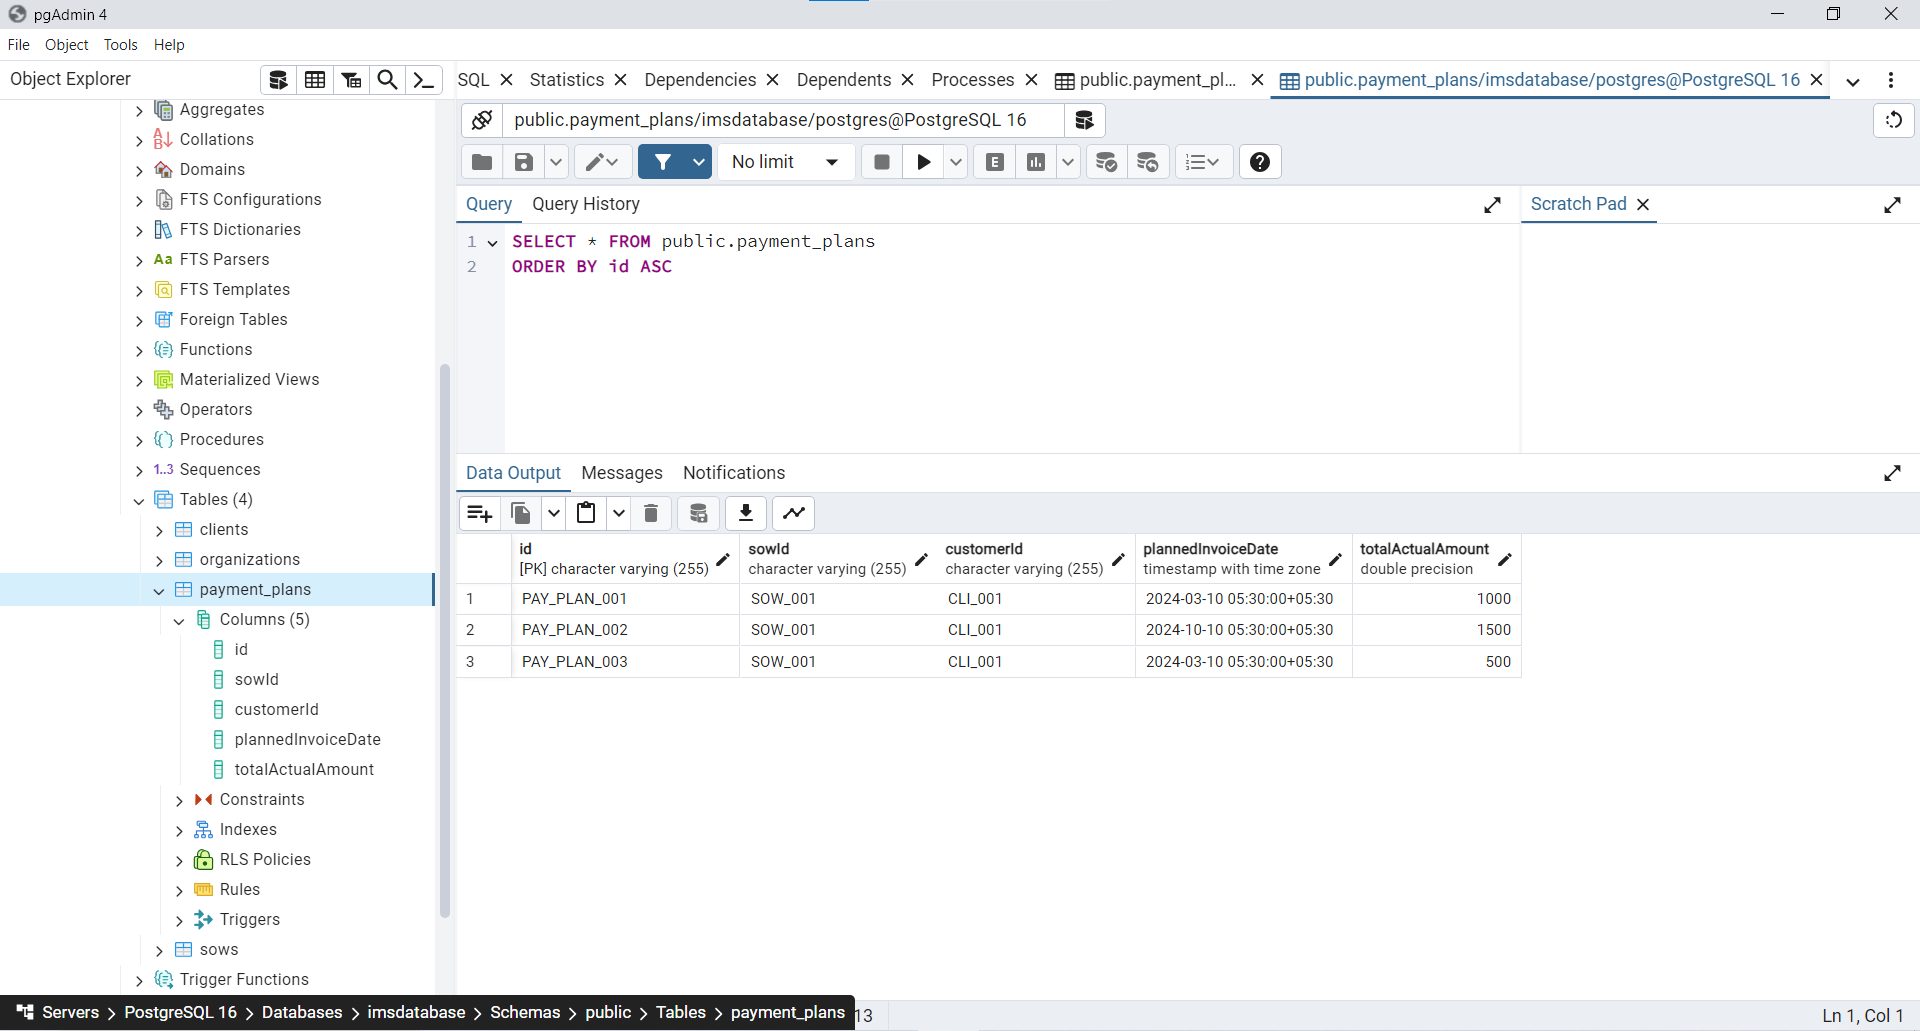 pgAdmin 4
File Object Tools Help
Object Explorer
SQL Statistics Dependencies Dependents Processes public.payment_pl... public.payment_plans/imsdatabase/postgres@PostgreSQL 16
public.payment_plans/imsdatabase/postgres@PostgreSQL 16
No limit
E
Query Query History
Scratch Pad
1 SELECT * FROM public.payment_plans
2 ORDER BY id ASC
Aggregates
Collations
Domains
FTS Configurations
FTS Dictionaries
Aa FTS Parsers
FTS Templates
Foreign Tables
Functions
Materialized Views
Operators
Procedures
1..3 Sequences
Tables (4)
clients
organizations
payment_plans
Columns (5)
id
sowId
customerId
plannedInvoiceDate
totalActualAmount
Constraints
Indexes
RLS Policies
Rules
Triggers
sows
Trigger Functions
Data Output Messages Notifications
id sowId customerId plannedInvoiceDate totalActualAmount
[PK] character varying (255) character varying (255) character varying (255) timestamp with time zone double precision
1 PAY_PLAN_001 SOW_001 CLI_001 2024-03-10 05:30:00+05:30 1000
2 PAY_PLAN_002 SOW_001 CLI_001 2024-10-10 05:30:00+05:30 1500
3 PAY_PLAN_003 SOW_001 CLI_001 2024-03-10 05:30:00+05:30 500
Servers > PostgreSQL 16 > Databases > imsdatabase > Schemas > public > Tables > payment_plans
13
Ln 1, Col 1